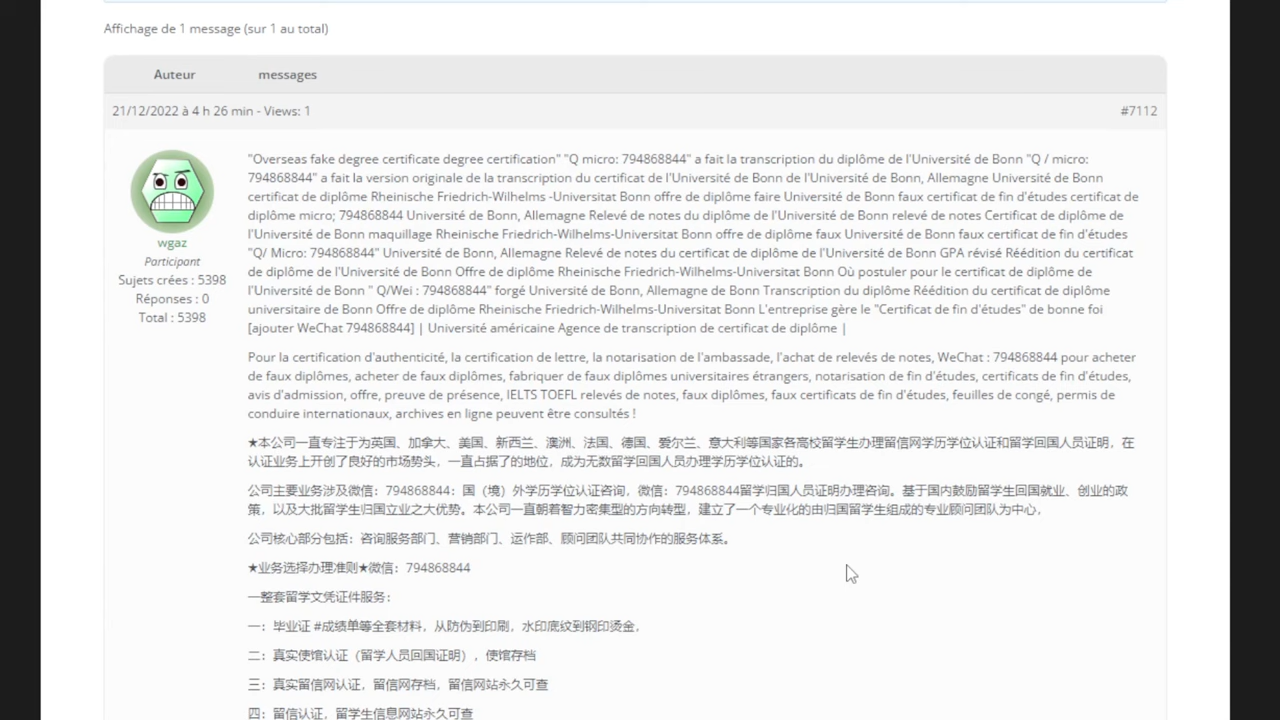 Affichage de 1 message (sur 1 au total)
Auteur messages
21/12/2022 à 4 h 26 min - Views: 1 #7112
wgaz
Participant
Sujets crées : 5398
Réponses : 0
Total : 5398
"Overseas fake degree certificate degree certification" "Q micro: 794868844" a fait la transcription du diplôme de l'Université de Bonn "Q / micro:
794868844" a fait la version originale de la transcription du certificat de l'Université de Bonn de l'Université de Bonn, Allemagne Université de Bonn
certificat de diplôme Rheinische Friedrich-Wilhelms -Universitat Bonn offre de diplôme faire Université de Bonn faux certificat de fin d'études certificat de
diplôme micro; 794868844 Université de Bonn, Allemagne Relevé de notes du diplôme de l'Université de Bonn relevé de notes Certificat de diplôme de
l'Université de Bonn maquillage Rheinische Friedrich-Wilhelms-Universitat Bonn offre de diplôme faux Université de Bonn faux certificat de fin d'études
"Q/ Micro: 794868844" Université de Bonn, Allemagne Relevé de notes du certificat de diplôme de l'Université de Bonn GPA révisé Réédition du certificat
de diplôme de l'Université de Bonn Offre de diplôme Rheinische Friedrich-Wilhelms-Universitat Bonn Où postuler pour le certificat de diplôme de
l'Université de Bonn " Q/Wei : 794868844" forgé Université de Bonn, Allemagne de Bonn Transcription du diplôme Réédition du certificat de diplôme
universitaire de Bonn Offre de diplôme Rheinische Friedrich-Wilhelms-Universitat Bonn L'entreprise gère le "Certificat de fin d'études" de bonne foi
[ajouter WeChat 794868844] | Université américaine Agence de transcription de certificat de diplôme |
Pour la certification d'authenticité, la certification de lettre, la notarisation de l'ambassade, l'achat de relevés de notes, WeChat : 794868844 pour acheter
de faux diplômes, acheter de faux diplômes, fabriquer de faux diplômes universitaires étrangers, notarisation de fin d'études, certificats de fin d'études,
avis d'admission, offre, preuve de présence, IELTS TOEFL relevés de notes, faux diplômes, faux certificats de fin d'études, feuilles de congé, permis de
conduire internationaux, archives en ligne peuvent être consultés !
★本公司一直专注于为英国、加拿大、美国、新西兰、澳洲、法国、德国、爱尔兰、意大利等国家各高校留学生办理留信网学历学位认证和留学回国人员证明，在
认证业务上开创了良好的市场势头，一直占据了的地位，成为无数留学回国人员办理学历学位认证的。
公司主要业务涉及微信：794868844：国（境）外学历学位认证咨询，微信：794868844留学归国人员证明办理咨询。基于国内鼓励留学生回国就业、创业的政
策，以及大批留学生归国立业之大优势。本公司一直朝着智力密集型的方向转型，建立了一个专业化的由归国留学生组成的专业顾问团队为中心，
公司核心部分包括：咨询服务部门、营销部门、运作部、顾问团队共同协作的服务体系。
★业务选择办理准则★微信：794868844
一整套留学文凭证件服务：
一：毕业证 #成绩单等全套材料，从防伪到印刷，水印底纹到钢印烫金，
二：真实使馆认证（留学人员回国证明），使馆存档
三：真实留信网认证，留信网存档，留信网站永久可查
四：留信认证，留学生信息网站永久可查